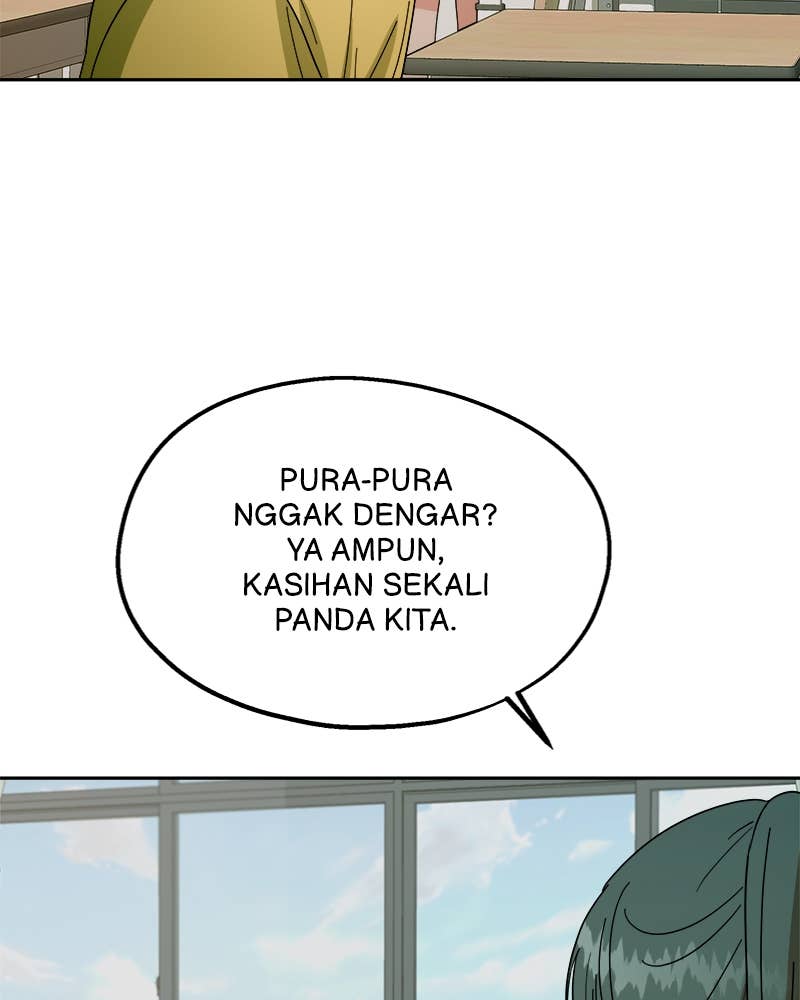 PURA-PURA
NGGAK DENGAR?
YA AMPUN,
KASIHAN SEKALI
PANDA KITA.